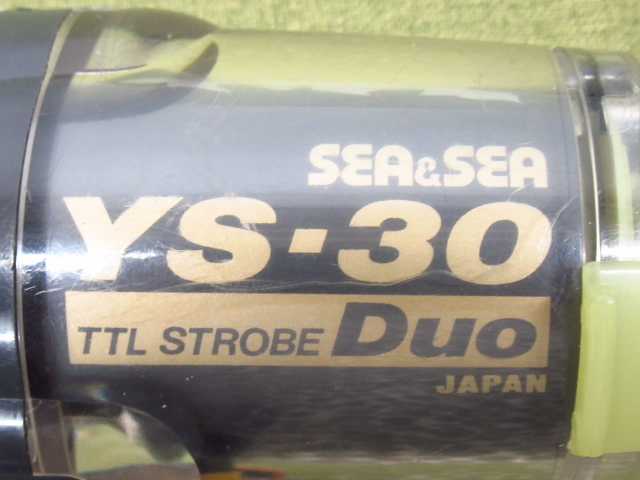 SEA&SEA
YS-30
TTL STROBE Duo
JAPAN